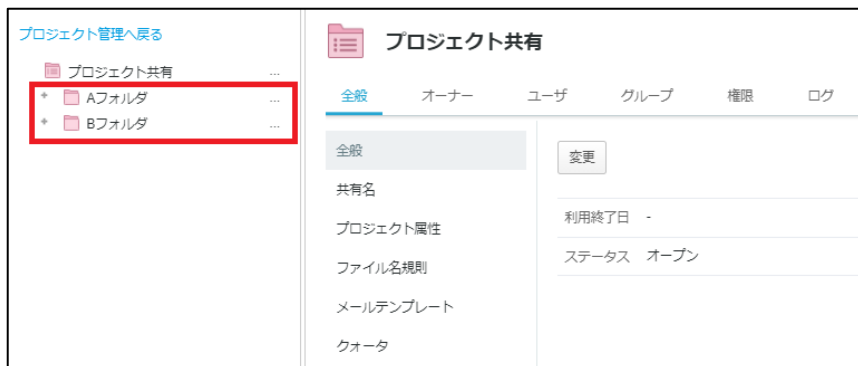 プロジェクト管理へ戻る
プロジェクト共有 ...
Aフォルダ ...
Bフォルダ ...
プロジェクト共有
全般 オーナー ユーザ グループ 権限 ログ
全般
共有名
プロジェクト属性
ファイル名規則
メールテンプレート
クォータ
変更
利用終了日 -
ステータス オープン